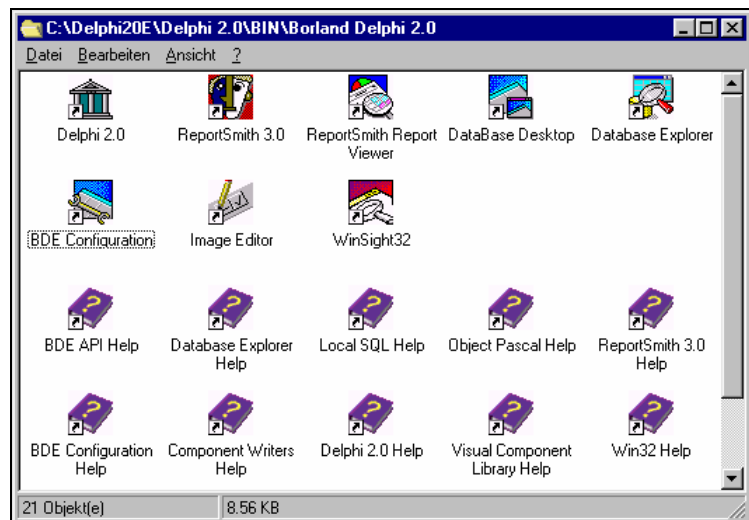 C:\Delphi20E\Delphi 2.0\BIN\Borland Delphi 2.0
Datei Bearbeiten Ansicht ?
Delphi 2.0
ReportSmith 3.0
ReportSmith Report
Viewer
DataBase Desktop
Database Explorer
BDE Configuration
Image Editor
WinSight32
BDE API Help
Database Explorer
Help
Local SQL Help
Object Pascal Help
ReportSmith 3.0
Help
BDE Configuration
Help
Component Writers
Help
Delphi 2.0 Help
Visual Component
Library Help
Win32 Help
21 Objekt(e)
8.56 KB